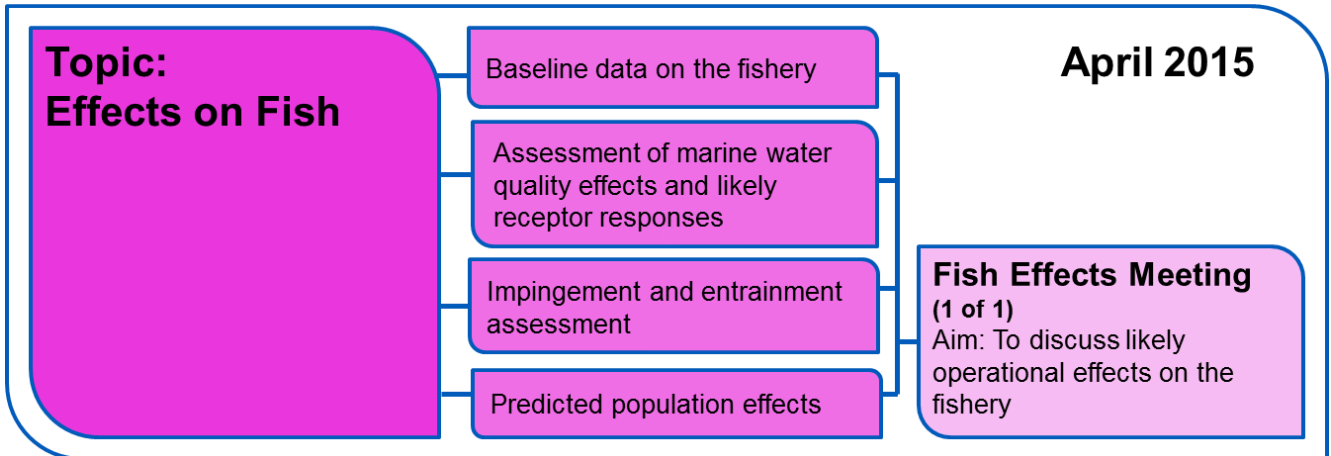 Topic:
Effects on Fish
Baseline data on the fishery
Assessment of marine water
quality effects and likely
receptor responses
Impingement and entrainment
assessment
Predicted population effects
April 2015
Fish Effects Meeting
(1 of 1)
Aim: To discuss likely
operational effects on the
fishery